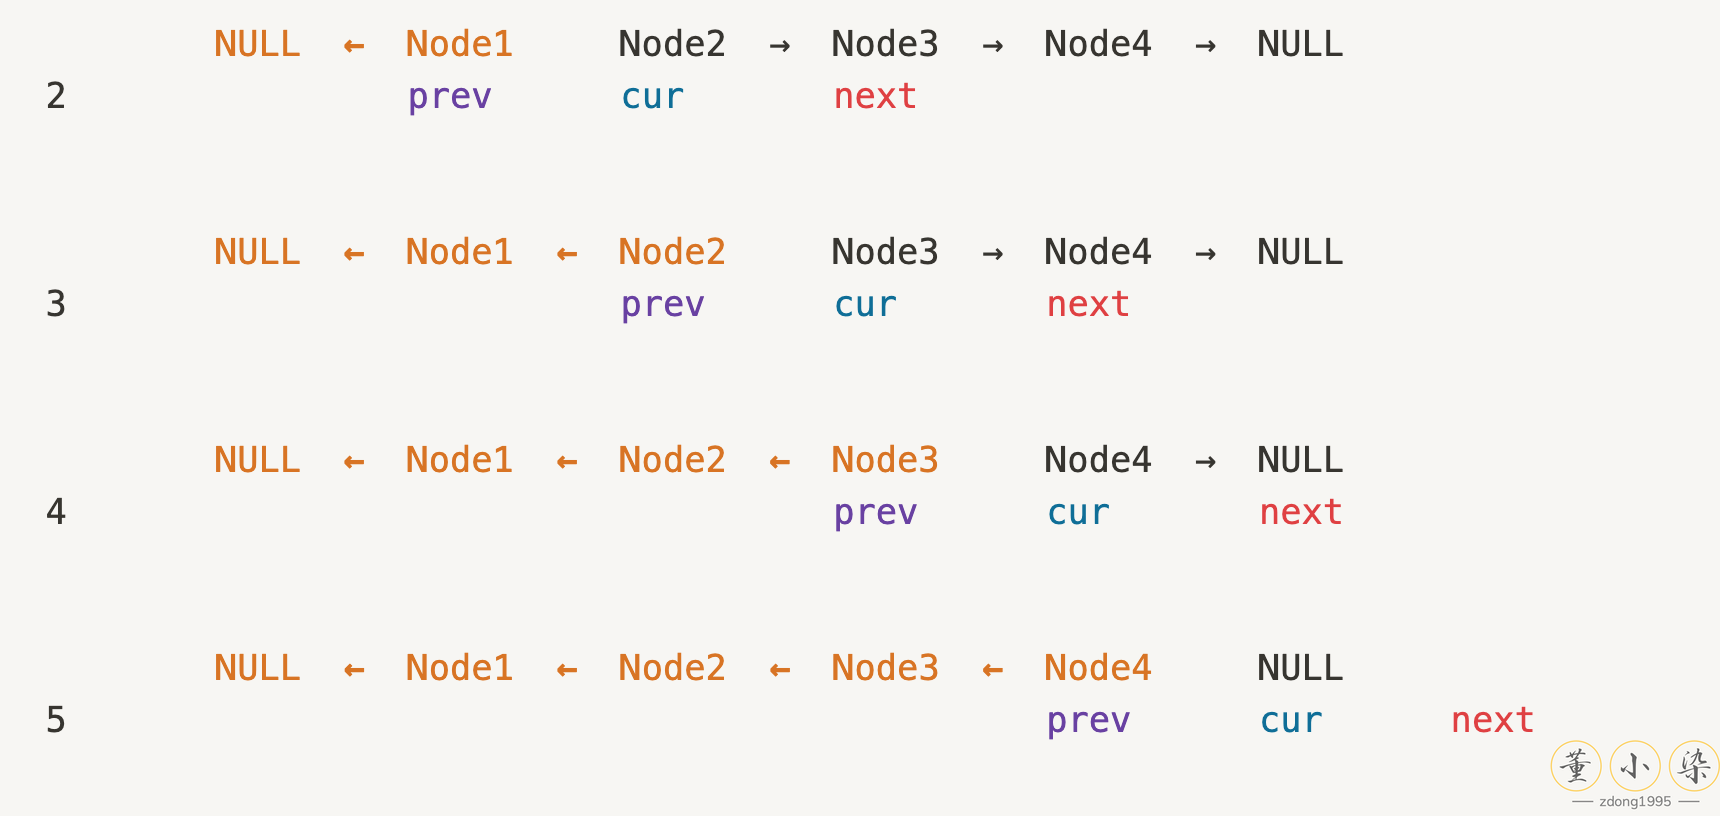 NULL ← Node1 Node2 → Node3 → Node4 → NULL
2 prev cur next
NULL ← Node1 ← Node2 Node3 → Node4 → NULL
3 prev cur next
NULL ← Node1 ← Node2 ← Node3 Node4 → NULL
4 prev cur next
NULL ← Node1 ← Node2 ← Node3 ← Node4 NULL
5 prev cur next
董小染
zdong1995